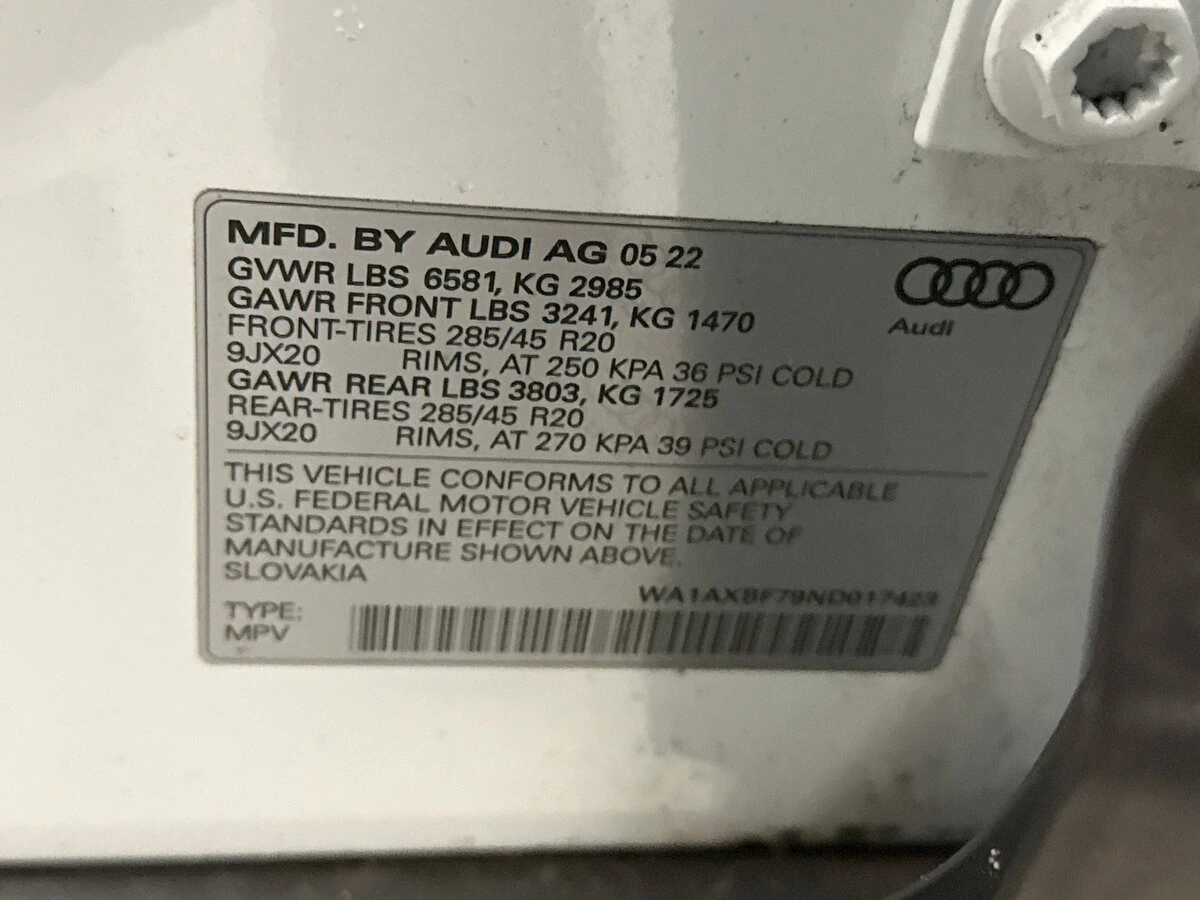 MFD. BY AUDI AG 05 22
GVWR LBS 6581, KG 2985
GAWR FRONT LBS 3241, KG 1470
FRONT-TIRES 285/45 R20
9JX20 RIMS, AT 250 KPA 36 PSI COLD
GAWR REAR LBS 3803, KG 1725
REAR-TIRES 285/45 R20
9JX20 RIMS, AT 270 KPA 39 PSI COLD
Audi
THIS VEHICLE CONFORMS TO ALL APPLICABLE
U.S. FEDERAL MOTOR VEHICLE SAFETY
STANDARDS IN EFFECT ON THE DATE OF
MANUFACTURE SHOWN ABOVE.
SLOVAKIA
WA1AXBF79ND017423
TYPE:
MPV